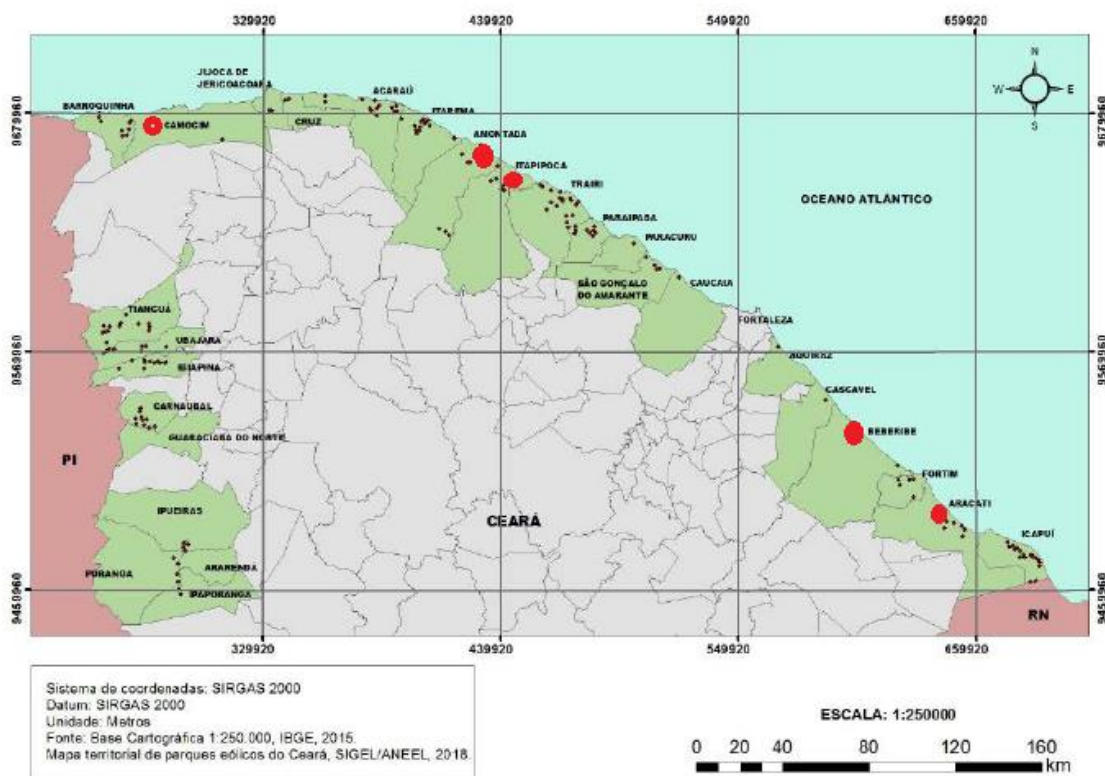 329920 439920 549920 659920
JIJOCA DE
JERICOACOARA
ACARAÚ
BARROQUINHA
ITAREMA
CAMOCIM
CRUZ
AMONTADA
ITAPIPOCA
TRAIRI
PARAIPABA
PARACURU
SÃO GONÇALO
DO AMARANTE
CAUCAIA
FORTALEZA
AQUIRAZ
CASCAVEL
BEBERIBE
FORTIM
ARACATI
ICAPUÍ
TIANGUÁ
UBAJARA
IBIAPINA
CARNAUBAL
GUARACIABA DO NORTE
IPUEIRAS
PORANGA
ARARENDA
IPAPORANGA
PI
CEARÁ
RN
OCEANO ATLÂNTICO
N
W E
S
9679960 9679960
9569960 9569960
9459960 9459960
329920 439920 549920 659920
Sistema de coordenadas: SIRGAS 2000
Datum: SIRGAS 2000
Unidade: Metros
Fonte: Base Cartográfica 1:250.000, IBGE, 2015.
Mapa territorial de parques eólicos do Ceará, SIGEL/ANEEL, 2018.
ESCALA: 1:250000
0 20 40 80 120 160
km